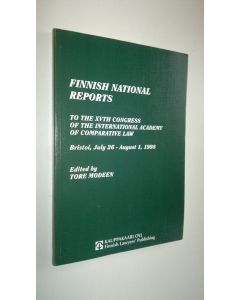 FINNISH NATIONAL
REPORTS
TO THE XVTH CONGRESS
OF THE INTERNATIONAL ACADEMY
OF COMPARATIVE LAW
Bristol, July 26 - August 1, 1998
Edited by
TORE MODEEN
KAUPPAKAARI OYJ
Finnish Lawyers' Publishing